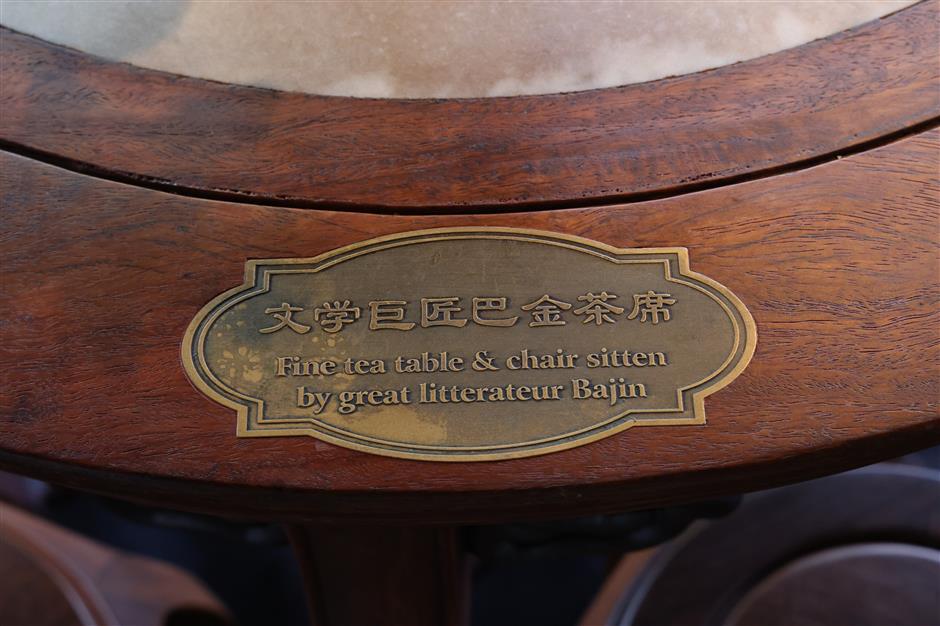 文学巨匠巴金茶席
Fine tea table & chair sitten
by great litterateur Bajin